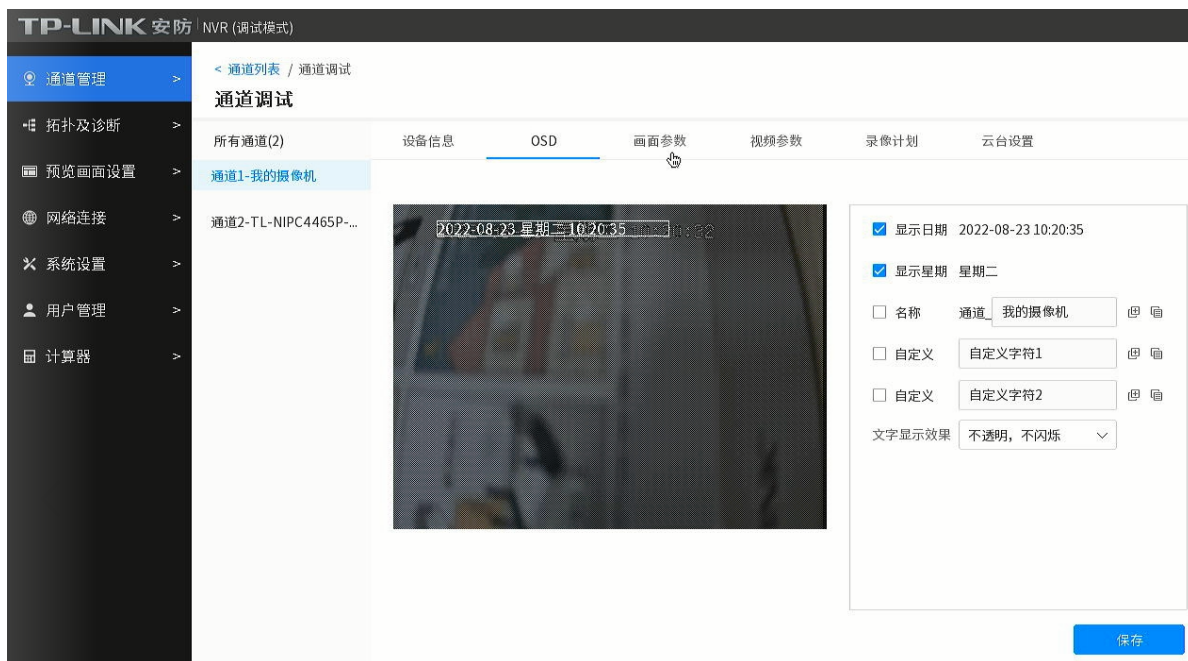 TP-LINK 安防 NVR (调试模式)
通道管理 >
拓扑及诊断 >
预览画面设置 >
网络连接 >
系统设置 >
用户管理 >
计算器 >
< 通道列表 / 通道调试
通道调试
所有通道(2)
通道1-我的摄像机
通道2-TL-NIPC4465P-...
设备信息 OSD 画面参数 视频参数 录像计划 云台设置
2022-08-23 星期二 10:20:35
显示日期 2022-08-23 10:20:35
显示星期 星期二
名称 通道_ 我的摄像机
自定义 自定义字符1
自定义 自定义字符2
文字显示效果 不透明，不闪烁
保存